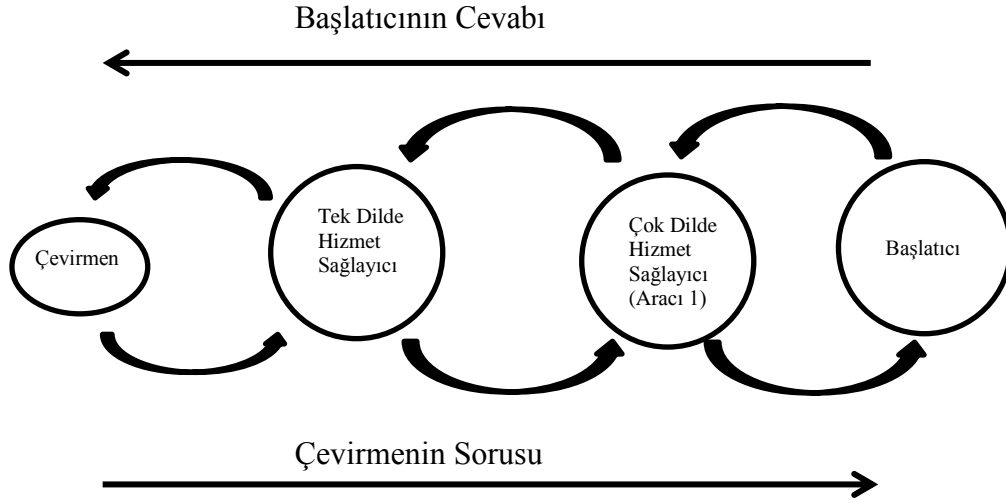 Başlatıcının Cevabı
Çevirmen
Tek Dilde
Hizmet
Sağlayıcı
Çok Dilde
Hizmet
Sağlayıcı
(Aracı 1)
Başlatıcı
Çevirmenin Sorusu